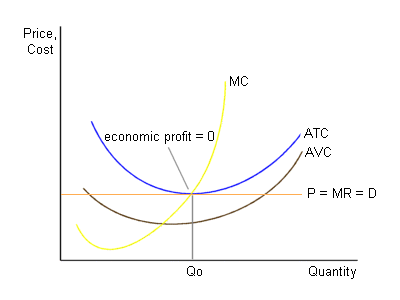 Price,
Cost
MC
economic profit = 0
ATC
AVC
P = MR = D
Qo
Quantity